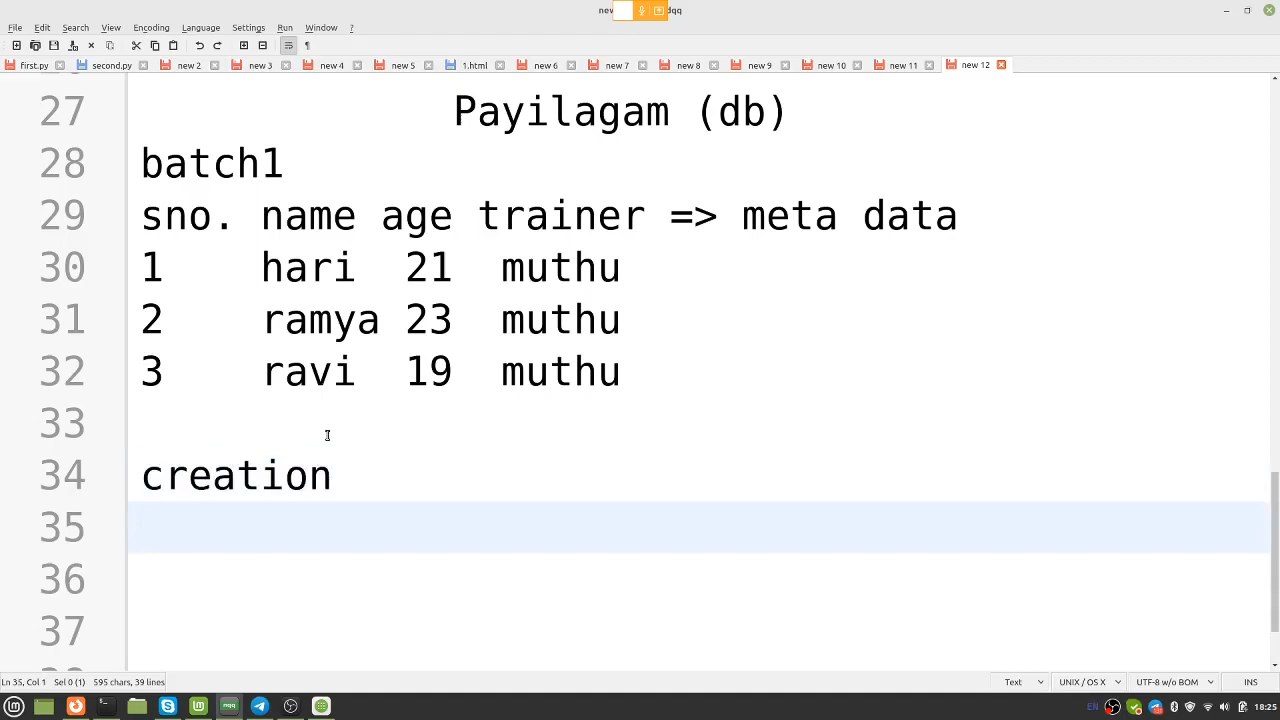 new dqq
File Edit Search View Encoding Language Settings Run Window ?
first.py second.py new 2 new 3 new 4 new 5 1.html new 6 new 7 new 8 new 9 new 10 new 11 new 12
27 Payilagam (db)
28 batch1
29 sno. name age trainer => meta data
30 1 hari 21 muthu
31 2 ramya 23 muthu
32 3 ravi 19 muthu
33
34 creation
35
36
37
Ln 35, Col 1 Sel 0 (1) 595 chars, 39 lines Text UNIX / OS X UTF-8 w/o BOM INS
nqq EN 18:25